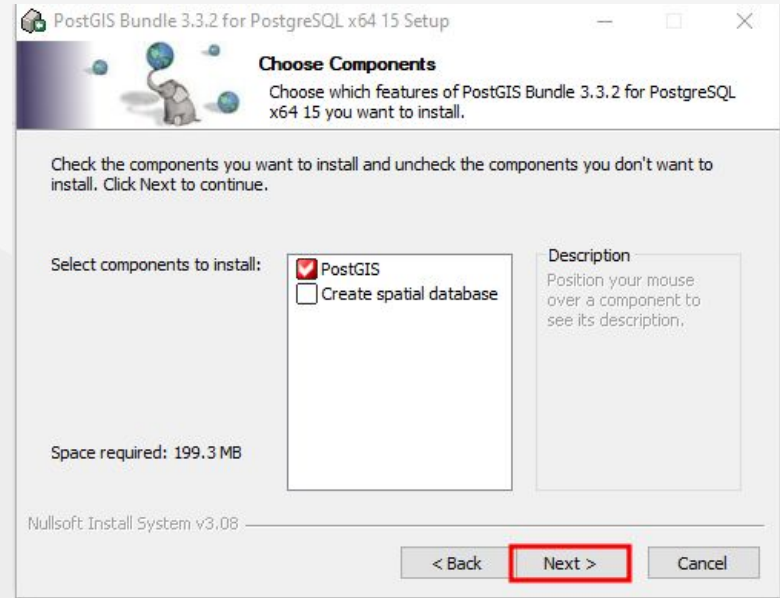 PostGIS Bundle 3.3.2 for PostgreSQL x64 15 Setup
Choose Components
Choose which features of PostGIS Bundle 3.3.2 for PostgreSQL
x64 15 you want to install.
Check the components you want to install and uncheck the components you don't want to
install. Click Next to continue.
Select components to install:
PostGIS
Create spatial database
Description
Position your mouse
over a component to
see its description.
Space required: 199.3 MB
Nullsoft Install System v3.08
< Back
Next >
Cancel